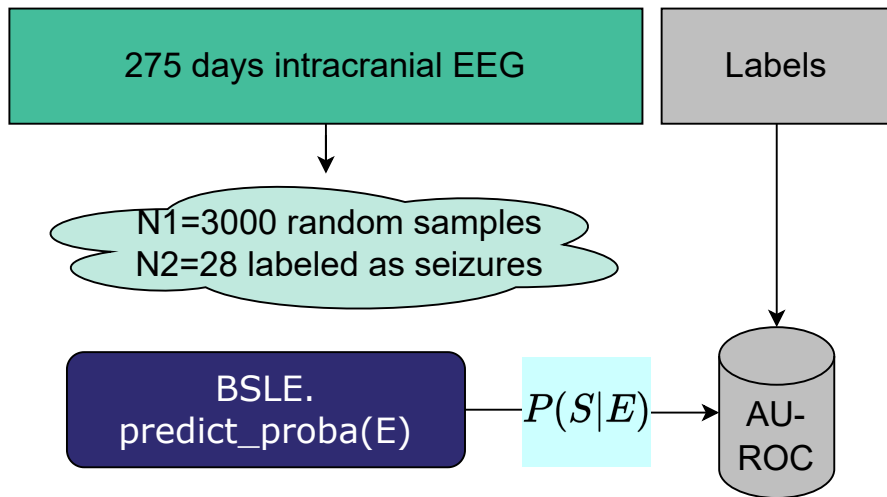 275 days intracranial EEG
Labels
N1=3000 random samples
N2=28 labeled as seizures
BSLE.
predict_proba(E)
P(S|E)
AU-
ROC